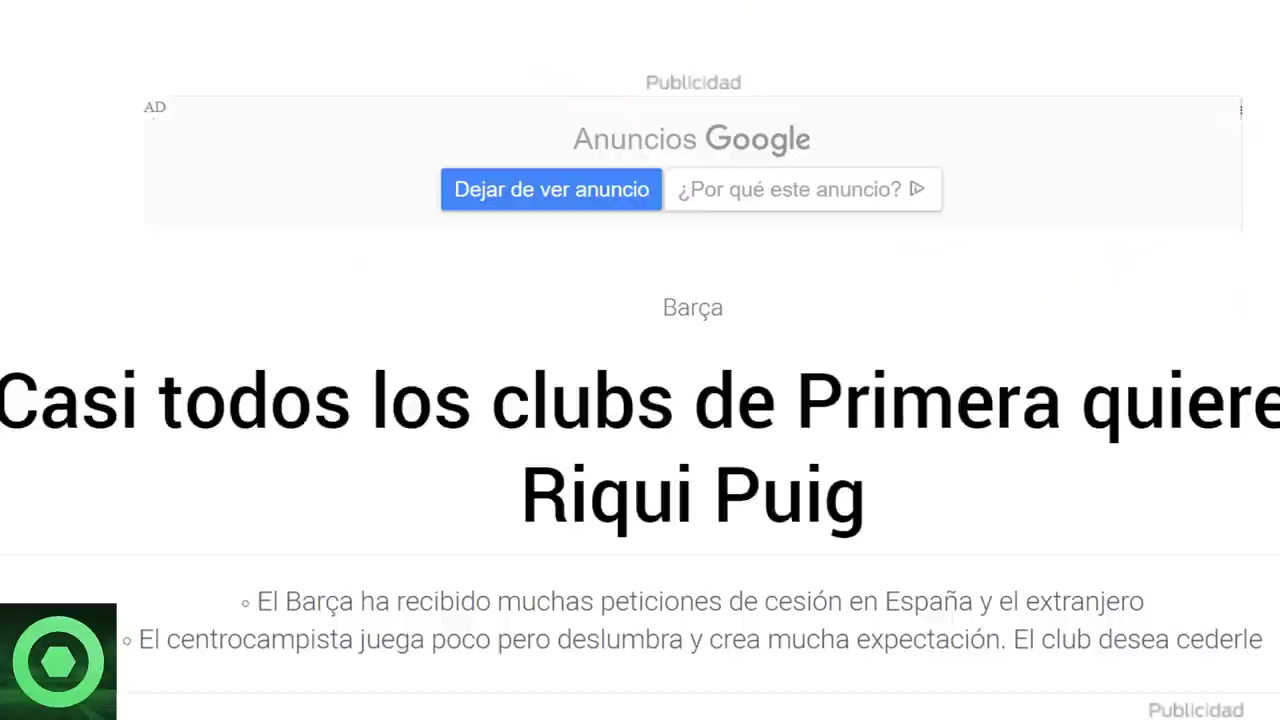 Publicidad
AD
Anuncios Google
Dejar de ver anuncio ¿Por qué este anuncio?
Barça
Casi todos los clubs de Primera quiere
Riqui Puig
◦ El Barça ha recibido muchas peticiones de cesión en España y el extranjero
◦ El centrocampista juega poco pero deslumbra y crea mucha expectación. El club desea cederle
Publicidad